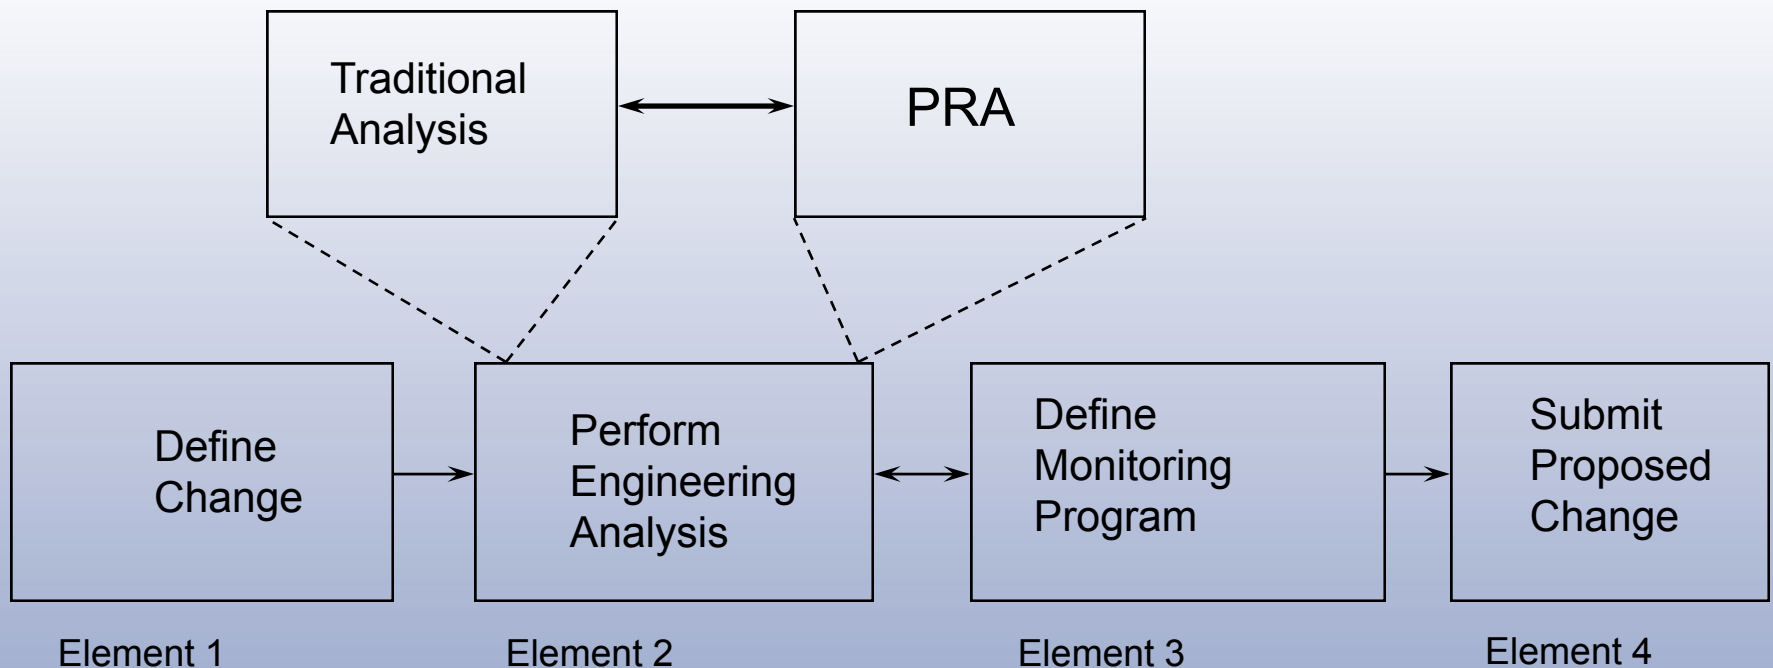 Traditional
Analysis
PRA
Define
Change
Perform
Engineering
Analysis
Define
Monitoring
Program
Submit
Proposed
Change
Element 1
Element 2
Element 3
Element 4